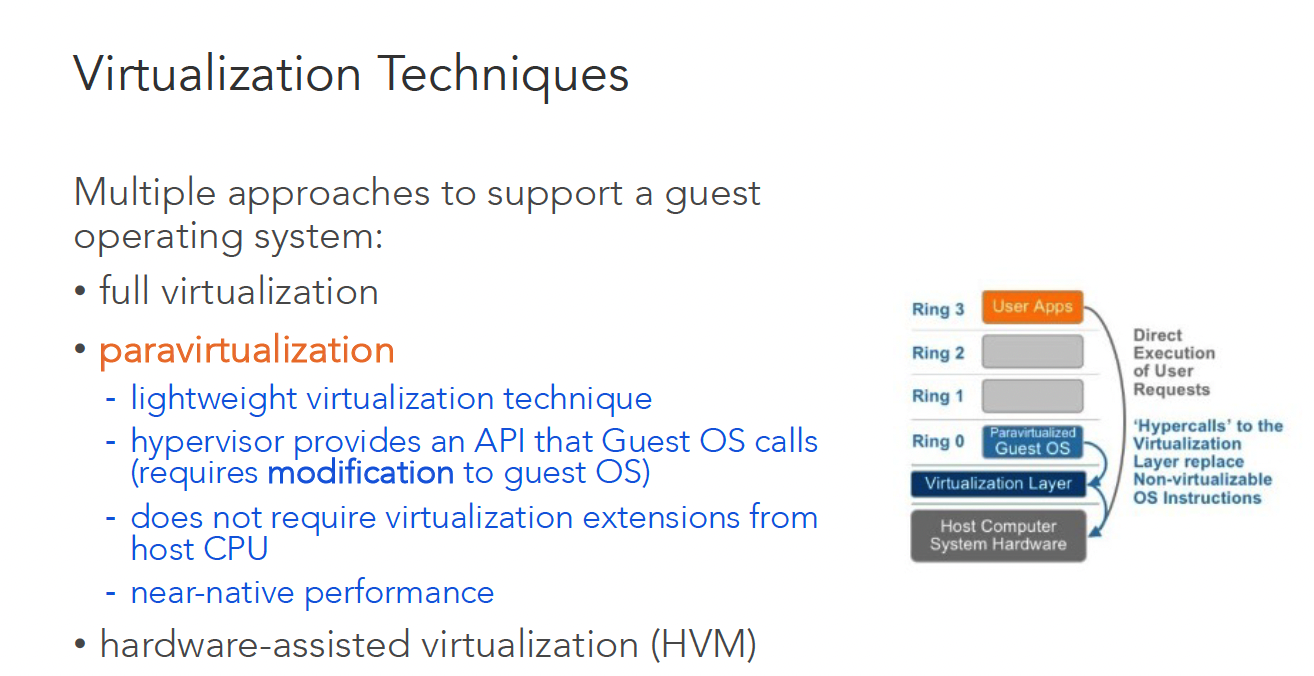 Virtualization Techniques
Multiple approaches to support a guest
operating system:
• full virtualization
• paravirtualization
- lightweight virtualization technique
- hypervisor provides an API that Guest OS calls
(requires modification to guest OS)
- does not require virtualization extensions from
host CPU
- near-native performance
• hardware-assisted virtualization (HVM)
Ring 3
User Apps
Ring 2
Ring 1
Ring 0
Paravirtualized
Guest OS
Virtualization Layer
Host Computer
System Hardware
Direct
Execution
of User
Requests
‘Hypercalls’ to the
Virtualization
Layer replace
Non-virtualizable
OS Instructions